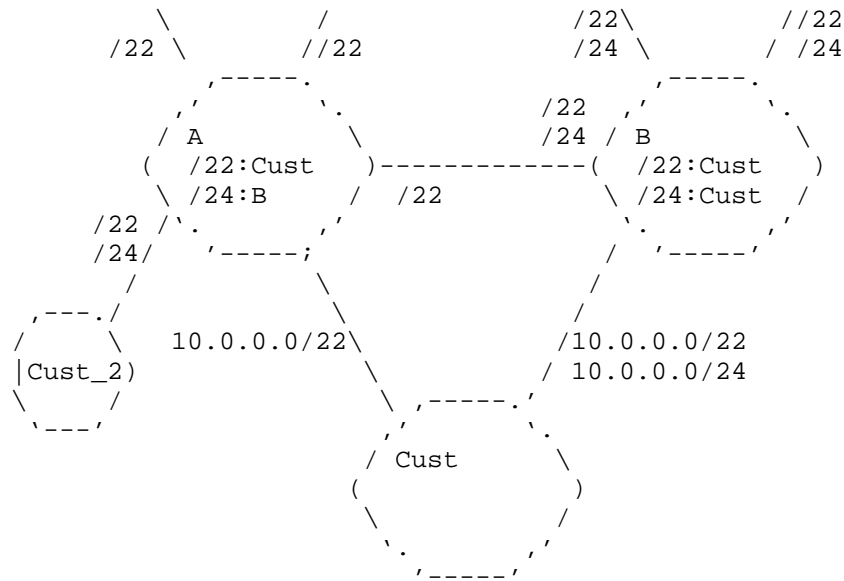 /22 /22 //22
/22 //22 /24 /24
/22
A /24 B
/22:Cust /22:Cust
/24:B /22 /24:Cust
/22
/24
10.0.0.0/22 10.0.0.0/22
Cust_2 10.0.0.0/24
Cust